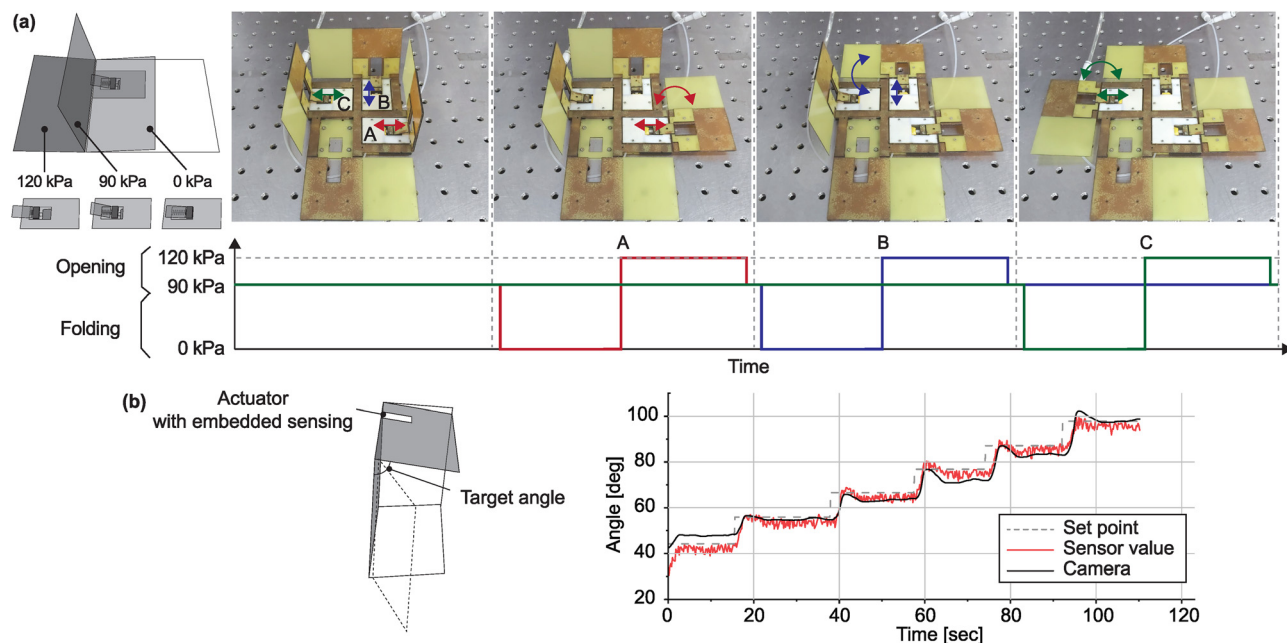 (a)
120 kPa 90 kPa 0 kPa
C
B
A
A B C
Opening
Folding
120 kPa
90 kPa
0 kPa
Time
(b)
Actuator
with embedded sensing
Target angle
Angle [deg]
100
80
60
40
20
Set point
Sensor value
Camera
0 20 40 60 80 100 120
Time [sec]